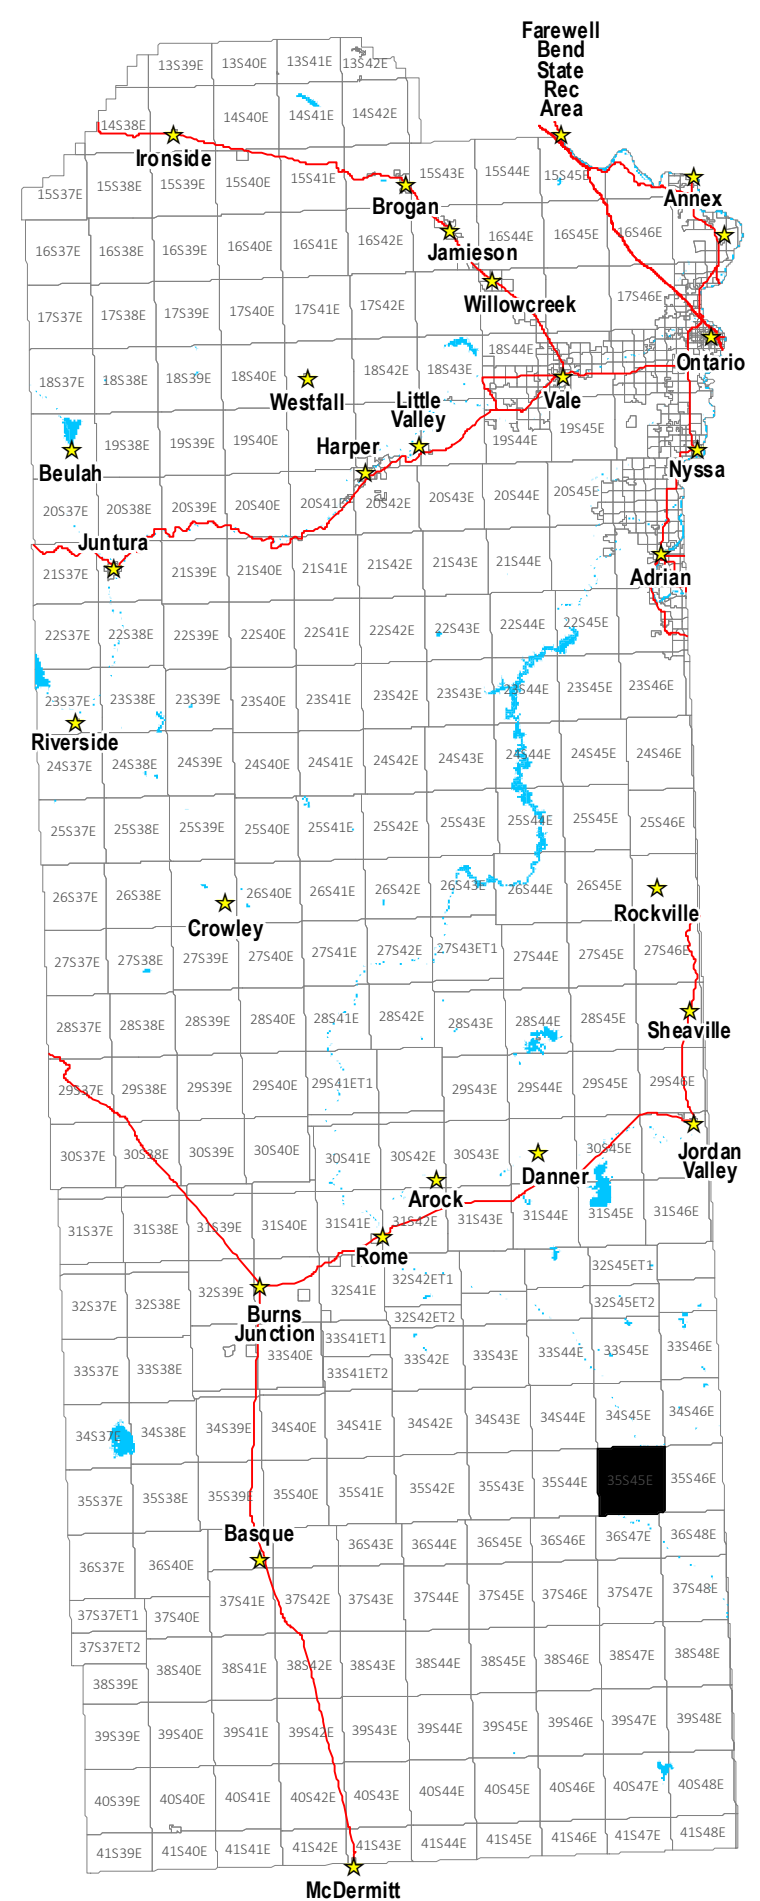 Farewell
Bend
State
Rec
Area
13S39E 13S40E 13S41E 13S42E
14S38E 14S40E 14S41E 14S42E
Ironside
15S37E 15S38E 15S39E 15S40E 15S41E 15S43E 15S44E 15S45E
Annex
Brogan
16S37E 16S38E 16S39E 16S40E 16S41E 16S42E 16S44E 16S45E 16S46E
Jamieson
Willowcreek
17S37E 17S38E 17S39E 17S40E 17S41E 17S42E 17S46E
Ontario
18S37E 18S38E 18S39E 18S40E 18S42E 18S43E 18S44E
Westfall
Vale
Little
Valley
19S38E 19S39E 19S40E 19S44E 19S45E
Harper
Beulah
Nyssa
20S37E 20S38E 20S39E 20S40E 20S41E 20S42E 20S43E 20S44E 20S45E
Juntura
21S37E 21S39E 21S40E 21S41E 21S42E 21S43E 21S44E
Adrian
22S37E 22S38E 22S39E 22S40E 22S41E 22S42E 22S43E 22S44E 22S45E
23S37E 23S38E 23S39E 23S40E 23S41E 23S42E 23S43E 23S44E 23S45E 23S46E
Riverside
24S37E 24S38E 24S39E 24S40E 24S41E 24S42E 24S43E 24S44E 24S45E 24S46E
25S37E 25S38E 25S39E 25S40E 25S41E 25S42E 25S43E 25S44E 25S45E 25S46E
26S37E 26S38E 26S40E 26S41E 26S42E 26S43E 26S44E 26S45E
Crowley
Rockville
27S37E 27S38E 27S39E 27S40E 27S41E 27S42E 27S43ET1 27S44E 27S45E 27S46E
28S37E 28S38E 28S39E 28S40E 28S41E 28S42E 28S43E 28S44E 28S45E
Sheaville
29S37E 29S38E 29S39E 29S40E 29S41ET1 29S43E 29S44E 29S45E 29S46E
30S37E 30S38E 30S39E 30S40E 30S41E 30S42E 30S43E 30S45E
Jordan
Valley
Danner
Arock
31S37E 31S38E 31S39E 31S40E 31S41E 31S42E 31S43E 31S44E 31S45E 31S46E
Rome
32S37E 32S38E 32S39E 32S41E 32S42ET1 32S45ET1
32S42ET2 32S45ET2
Burns
Junction
33S37E 33S38E 33S40E 33S41ET1 33S42E 33S43E 33S44E 33S45E 33S46E
33S41ET2
34S37E 34S38E 34S39E 34S40E 34S41E 34S42E 34S43E 34S44E 34S45E 34S46E
35S37E 35S38E 35S39E 35S40E 35S41E 35S42E 35S43E 35S44E 35S45E 35S46E
Basque
36S37E 36S40E 36S43E 36S44E 36S45E 36S46E 36S47E 36S48E
37S37ET1 37S40E 37S41E 37S42E 37S43E 37S44E 37S45E 37S46E 37S47E 37S48E
37S37ET2
38S39E 38S40E 38S41E 38S42E 38S43E 38S44E 38S45E 38S46E 38S47E 38S48E
39S39E 39S40E 39S41E 39S42E 39S43E 39S44E 39S45E 39S46E 39S47E 39S48E
40S39E 40S40E 40S41E 40S42E 40S43E 40S44E 40S45E 40S46E 40S47E 40S48E
41S39E 41S40E 41S41E 41S42E 41S43E 41S44E 41S45E 41S46E 41S47E 41S48E
McDermitt